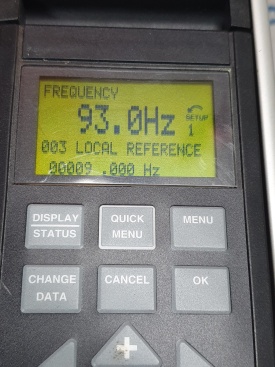 FREQUENCY
93.0Hz
SETUP
1
003 LOCAL REFERENCE
00009 .000 Hz
DISPLAY
STATUS
QUICK
MENU
MENU
CHANGE
DATA
CANCEL
OK
+